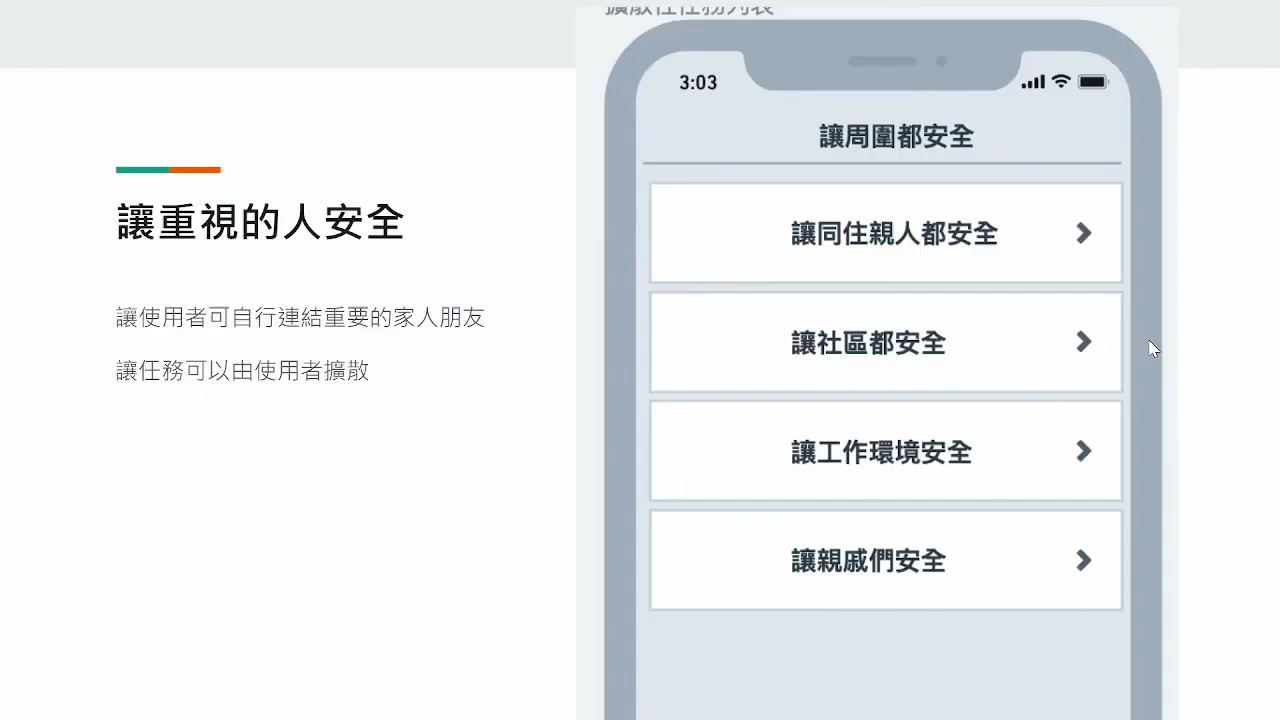 讓重視的人安全
讓使用者可自行連結重要的家人朋友
讓任務可以由使用者擴散
3:03
讓周圍都安全
讓同住親人都安全
讓社區都安全
讓工作環境安全
讓親戚們安全